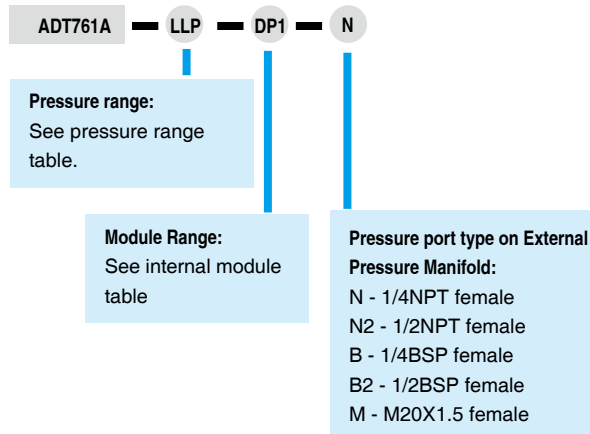 ADT761A — LLP — DP1 — N
Pressure range:
See pressure range
table.
Module Range:
See internal module
table
Pressure port type on External
Pressure Manifold:
N - 1/4NPT female
N2 - 1/2NPT female
B - 1/4BSP female
B2 - 1/2BSP female
M - M20X1.5 female